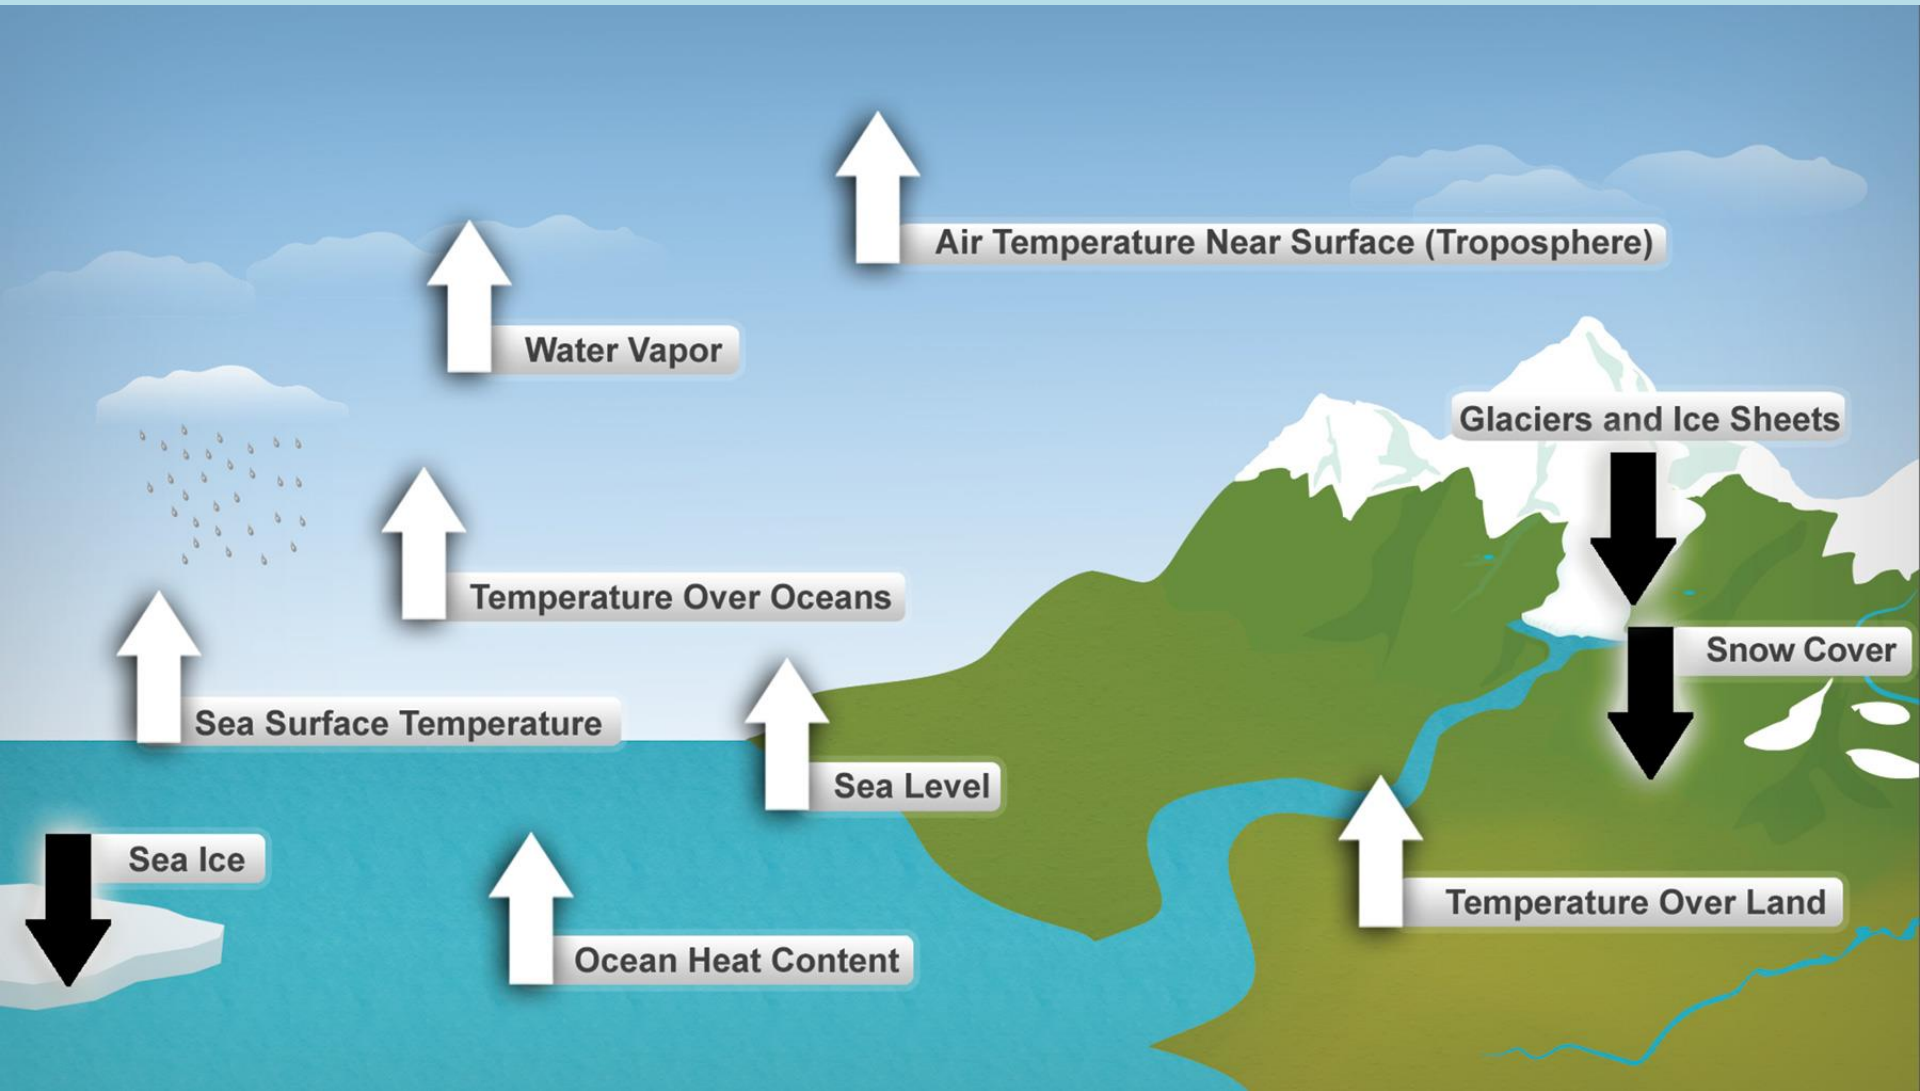 Air Temperature Near Surface (Troposphere)
Water Vapor
Glaciers and Ice Sheets
Temperature Over Oceans
Snow Cover
Sea Surface Temperature
Sea Level
Sea Ice
Temperature Over Land
Ocean Heat Content